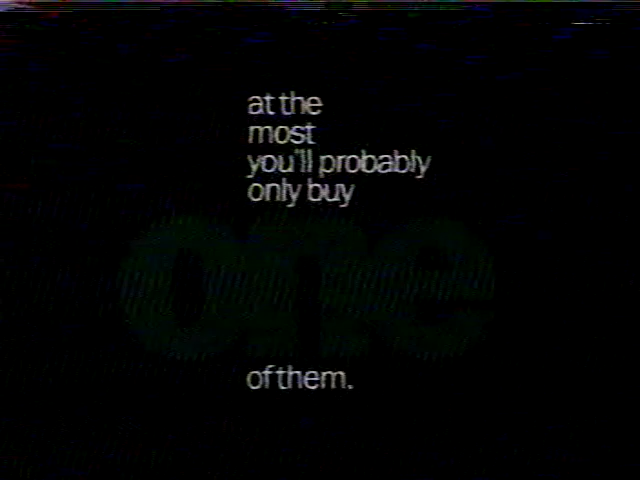 at the
most
you'll probably
only buy
one
of them.